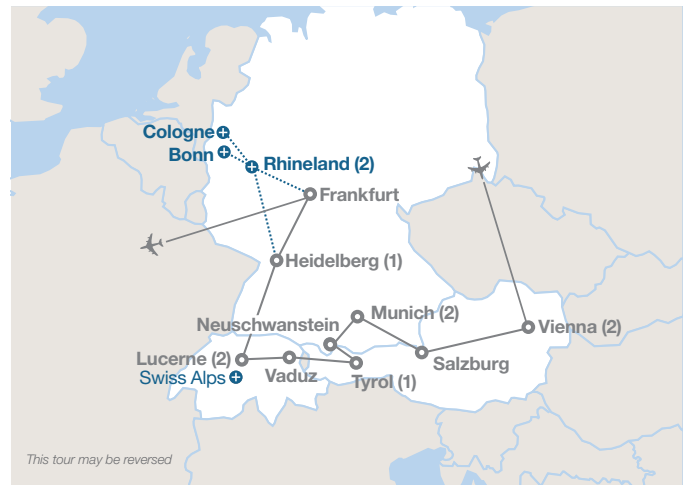 Cologne
Bonn
Rhineland (2)
Frankfurt
Heidelberg (1)
Munich (2)
Neuschwanstein
Vienna (2)
Lucerne (2)
Salzburg
Swiss Alps
Vaduz
Tyrol (1)
This tour may be reversed